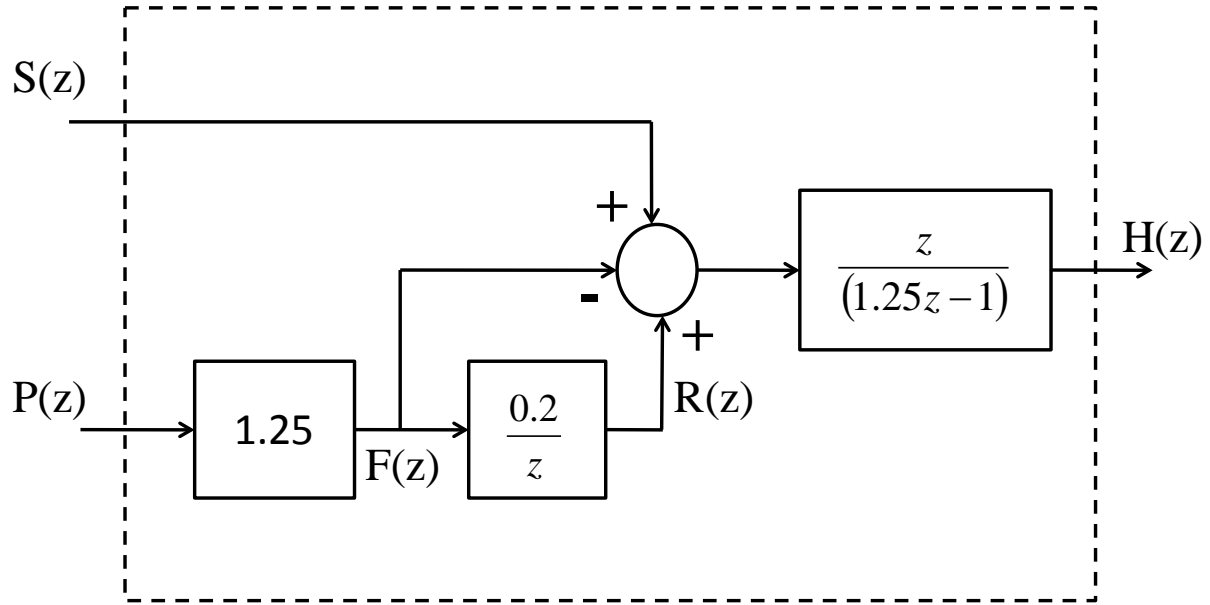 S(z)
+
z
(1.25z−1)
H(z)
-
+
P(z)
1.25
F(z)
0.2
z
R(z)